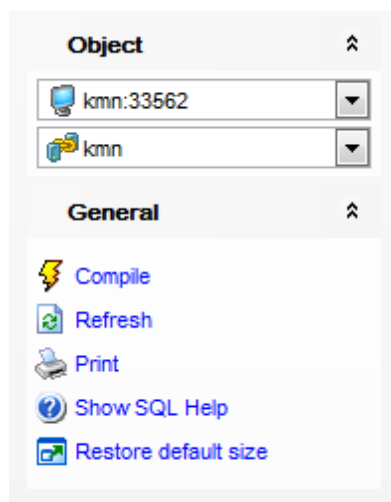 Object
kmn:33562
kmn
General
Compile
Refresh
Print
Show SQL Help
Restore default size